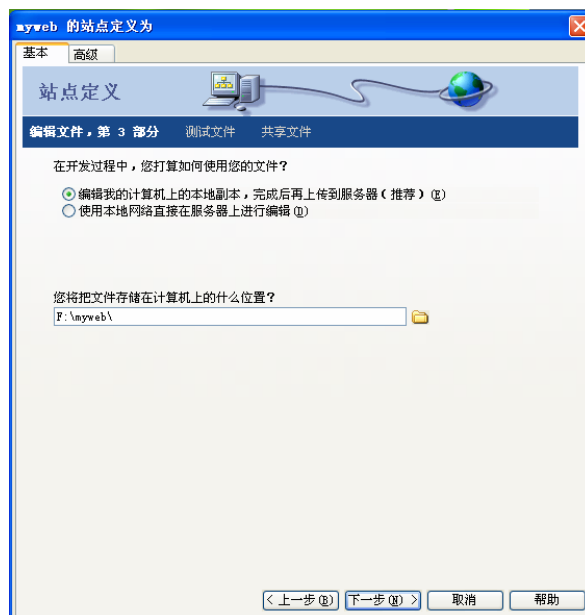 myweb 的站点定义为
基本 高级
站点定义
编辑文件，第 3 部分 测试文件 共享文件
在开发过程中，您打算如何使用您的文件？
编辑我的计算机上的本地副本，完成后再上传到服务器（推荐）(E)
使用本地网络直接在服务器上进行编辑(D)
您将把文件存储在计算机上的什么位置？
F:\myweb\
< 上一步(B) 下一步(N) > 取消 帮助